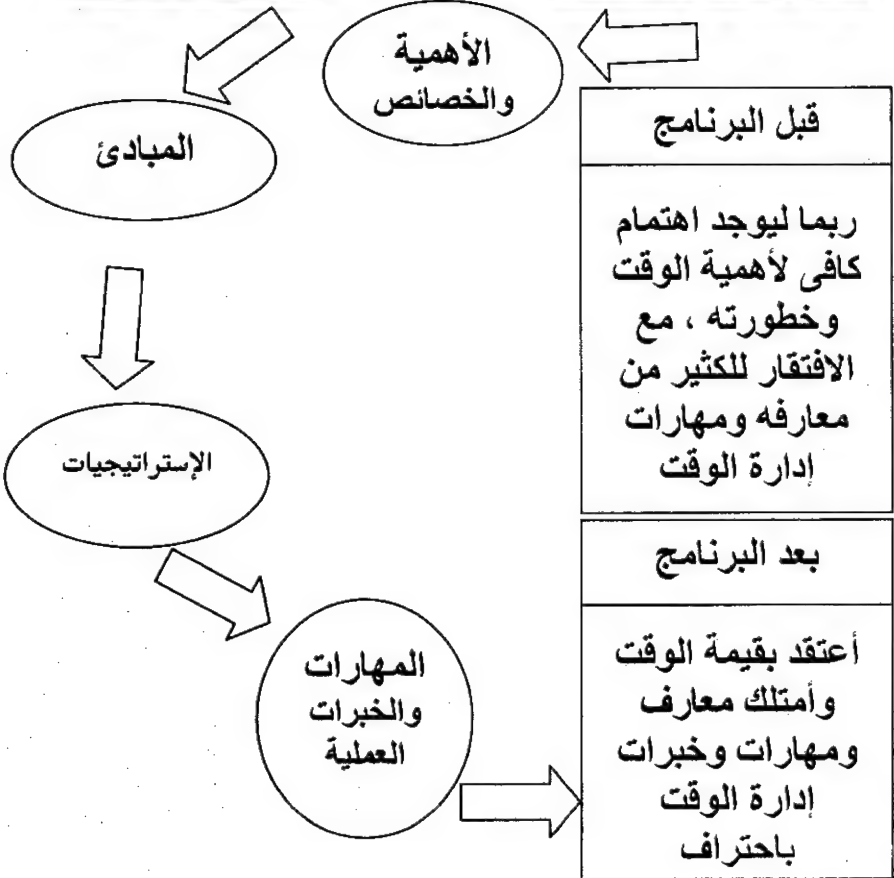 قبل البرنامج
ربما ليوجد اهتمام
كافى لأهمية الوقت
وخطورته ، مع
الافتقار للكثير من
معارفه ومهارات
إدارة الوقت
الأهمية
والخصائص
المبادئ
الإستراتيجيات
المهارات
والخبرات
العملية
بعد البرنامج
أعتقد بقيمة الوقت
وأمتلك معارف
ومهارات وخبرات
إدارة الوقت
باحتراف